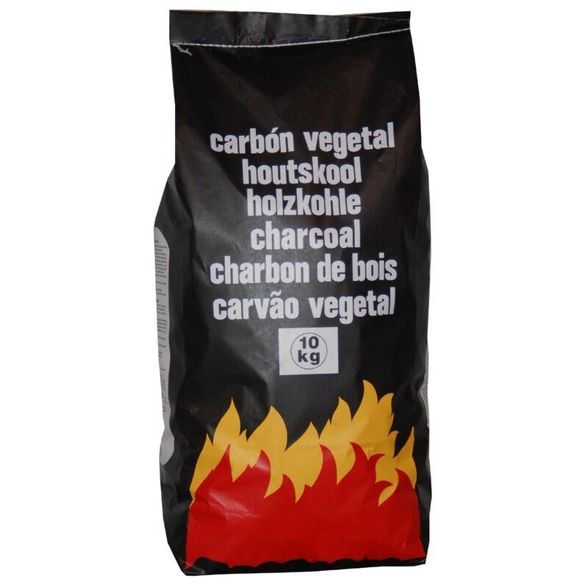 carbón vegetal
houtskool
holzkohle
charcoal
charbon de bois
carvão vegetal
10
kg